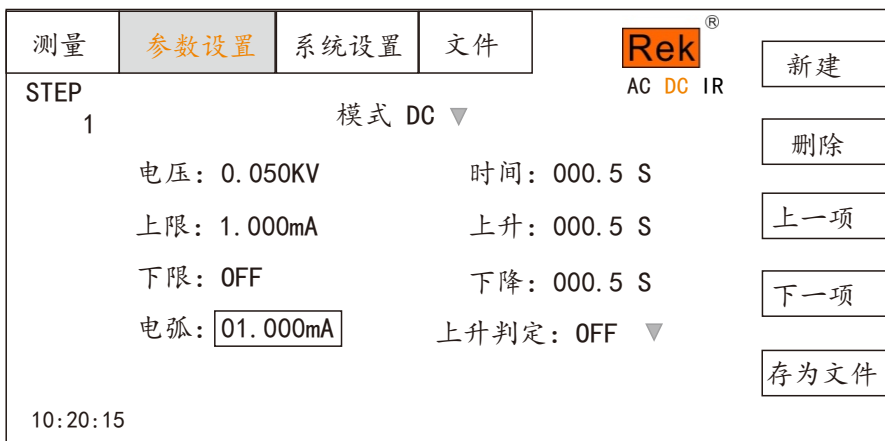 测量 参数设置 系统设置 文件 Rek®
AC DC IR
STEP
1
模式 DC ▼
电压：0.050KV 时间：000.5 S
上限：1.000mA 上升：000.5 S
下限：OFF 下降：000.5 S
电弧：01.000mA 上升判定：OFF ▼
10:20:15
新建
删除
上一项
下一项
存为文件